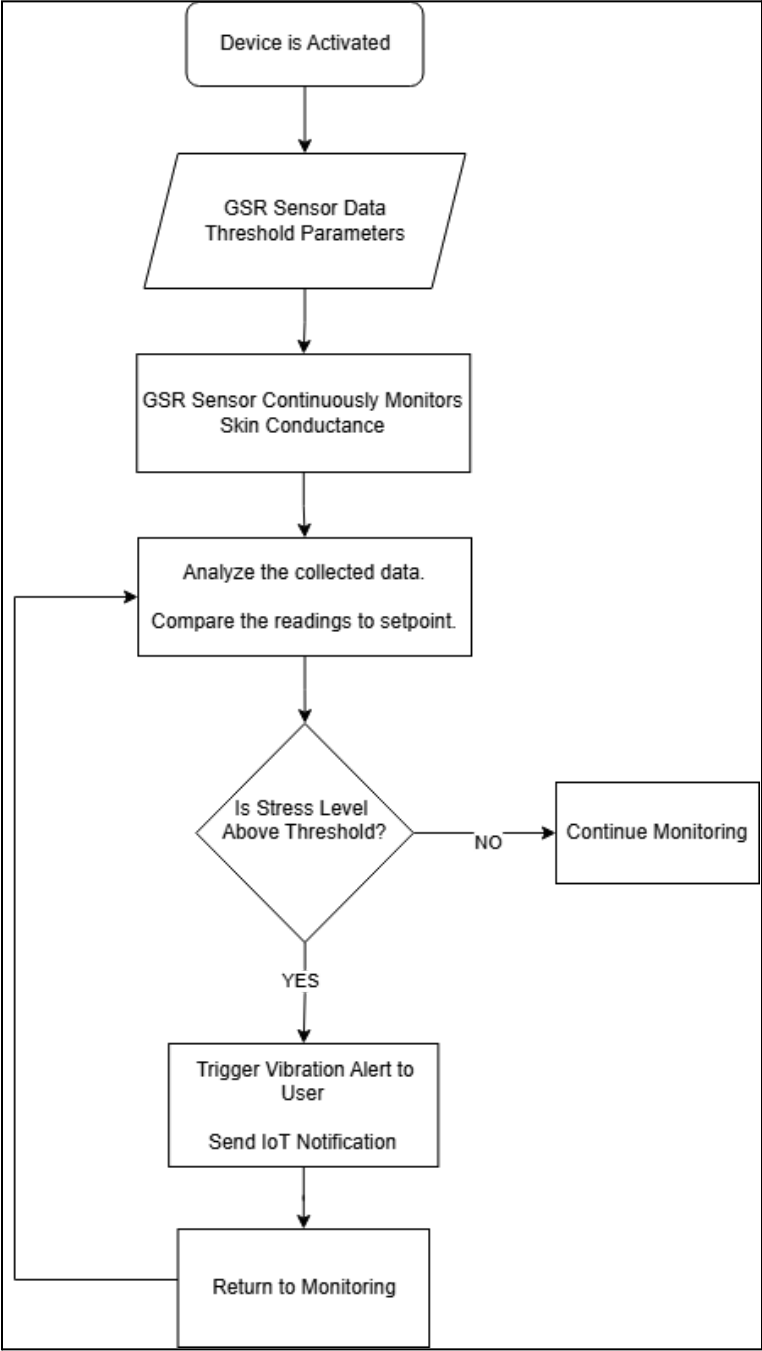 Device is Activated
GSR Sensor Data
Threshold Parameters
GSR Sensor Continuously Monitors
Skin Conductance
Analyze the collected data.
Compare the readings to setpoint.
Is Stress Level
Above Threshold?
NO
Continue Monitoring
YES
Trigger Vibration Alert to
User
Send IoT Notification
Return to Monitoring